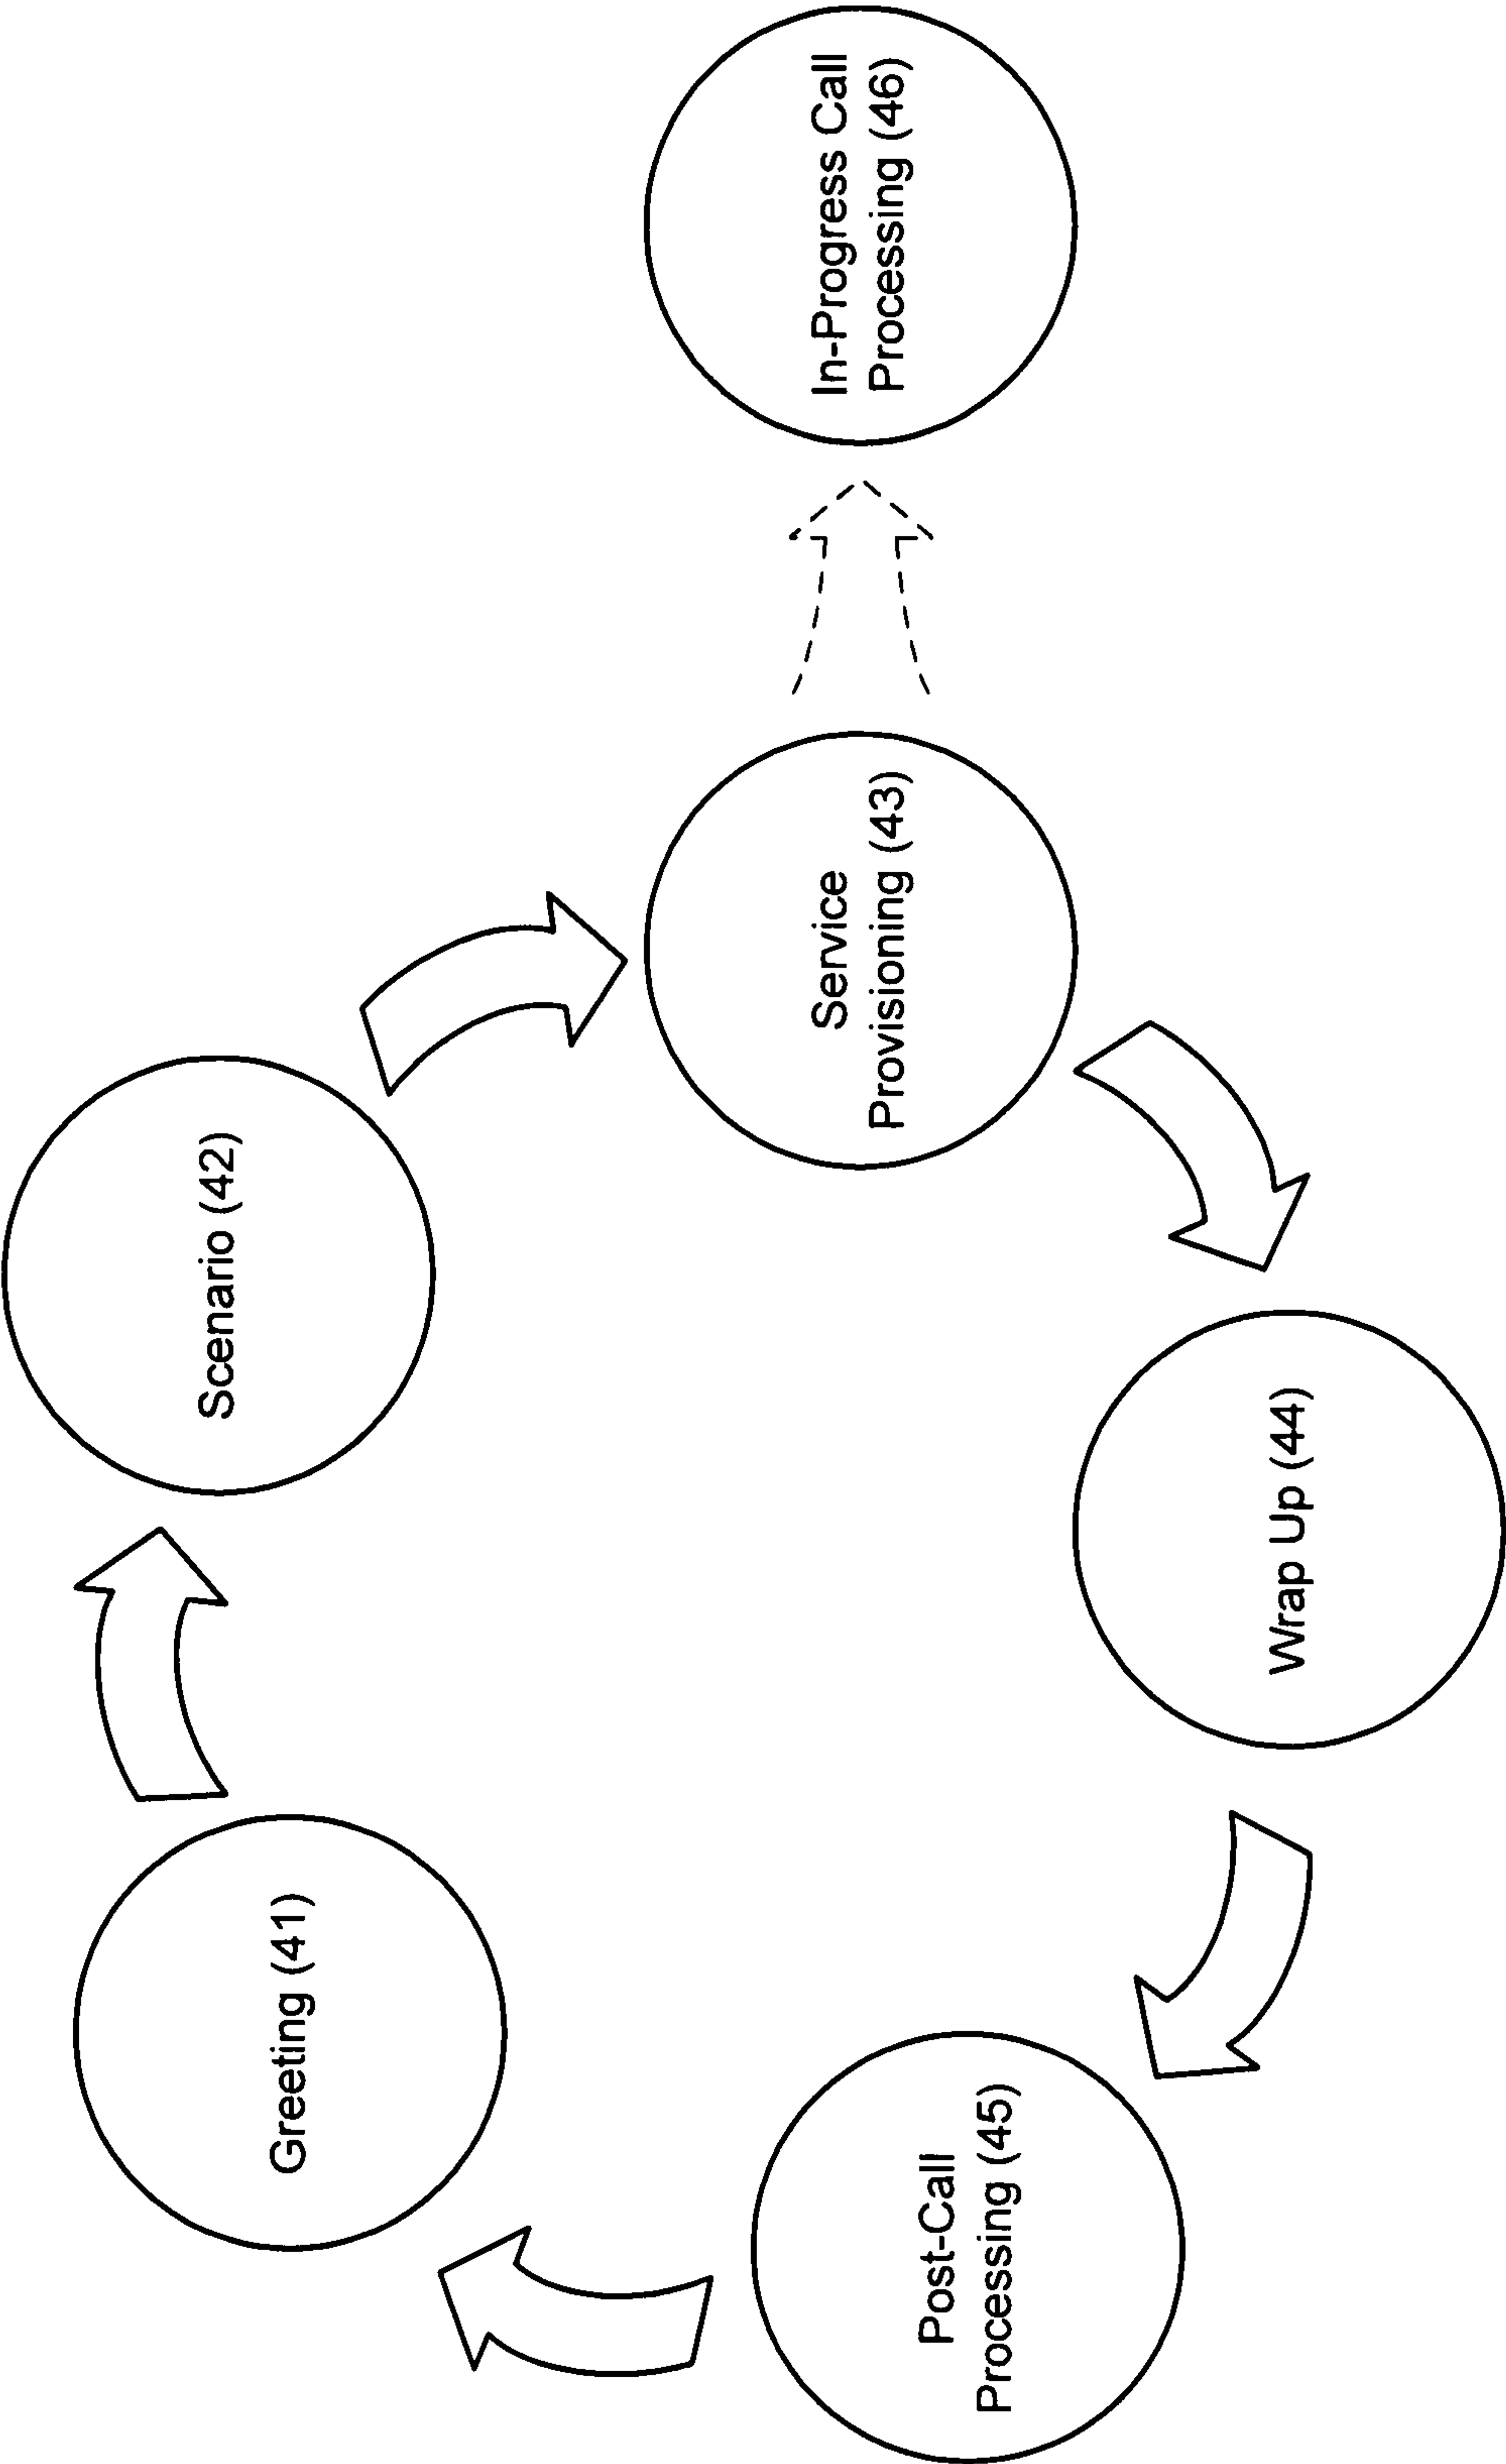 Greeting (41)
Scenario (42)
Service
Provisioning (43)
In-Progress Call
Processing (46)
Wrap Up (44)
Post-Call
Processing (45)